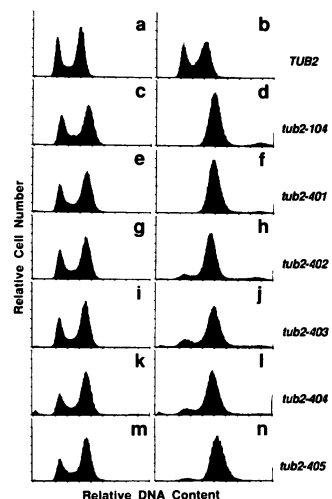 a b TUB2
c d tub2-104
e f tub2-401
g h tub2-402
i j tub2-403
k l tub2-404
m n tub2-405
Relative Cell Number
Relative DNA Content